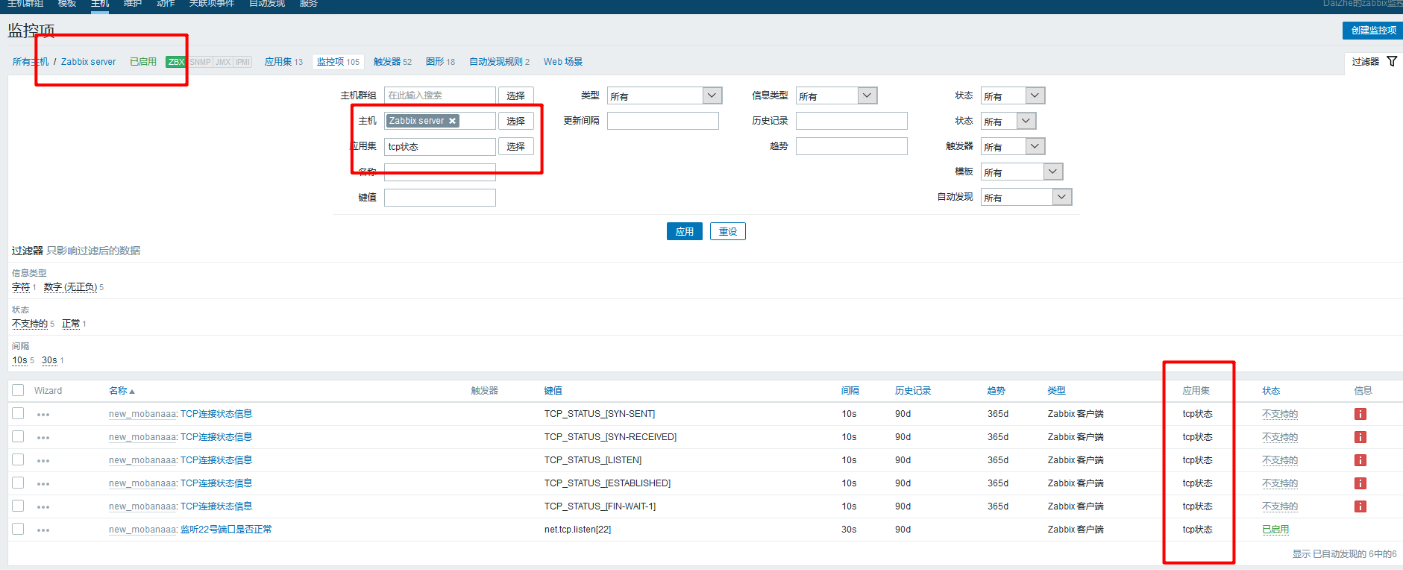 主机群组 模板 主机 维护 动作 关联项事件 自动发现 服务 DaiZhe的zabbix监控
监控项 创建监控项
所有主机 / Zabbix server 已启用 ZBX SNMP JMX IPMI 应用集 13 监控项 105 触发器 52 图形 18 自动发现规则 2 Web 场景 过滤器
主机群组 在此输入搜索 选择 类型 所有 信息类型 所有 状态 所有
主机 Zabbix server 选择 更新间隔 历史记录 状态 所有
应用集 tcp状态 选择 趋势 触发器 所有
名称 模板 所有
键值 自动发现 所有
应用 重设
过滤器 只影响过滤后的数据
信息类型
字符 1 数字 (无正负) 5
状态
不支持的 5 正常 1
间隔
10s 5 30s 1
Wizard 名称 触发器 键值 间隔 历史记录 趋势 类型 应用集 状态 信息
new_mobanaaa: TCP连接状态信息 TCP_STATUS_[SYN-SENT] 10s 90d 365d Zabbix 客户端 tcp状态 不支持的
new_mobanaaa: TCP连接状态信息 TCP_STATUS_[SYN-RECEIVED] 10s 90d 365d Zabbix 客户端 tcp状态 不支持的
new_mobanaaa: TCP连接状态信息 TCP_STATUS_[LISTEN] 10s 90d 365d Zabbix 客户端 tcp状态 不支持的
new_mobanaaa: TCP连接状态信息 TCP_STATUS_[ESTABLISHED] 10s 90d 365d Zabbix 客户端 tcp状态 不支持的
new_mobanaaa: TCP连接状态信息 TCP_STATUS_[FIN-WAIT-1] 10s 90d 365d Zabbix 客户端 tcp状态 不支持的
new_mobanaaa: 监听22号端口是否正常 net.tcp.listen[22] 30s 90d Zabbix 客户端 tcp状态 已启用
显示 已自动发现的 6中的6